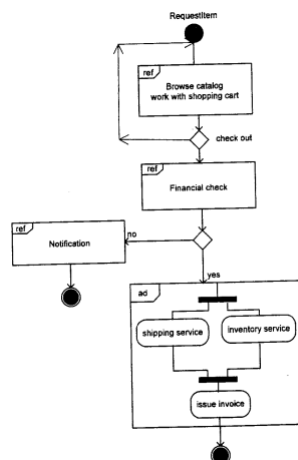 RequestItem
ref
Browse catalog
work with shopping cart
check out
ref
Financial check
ref
Notification
no
yes
ad
shipping service
inventory service
issue invoice